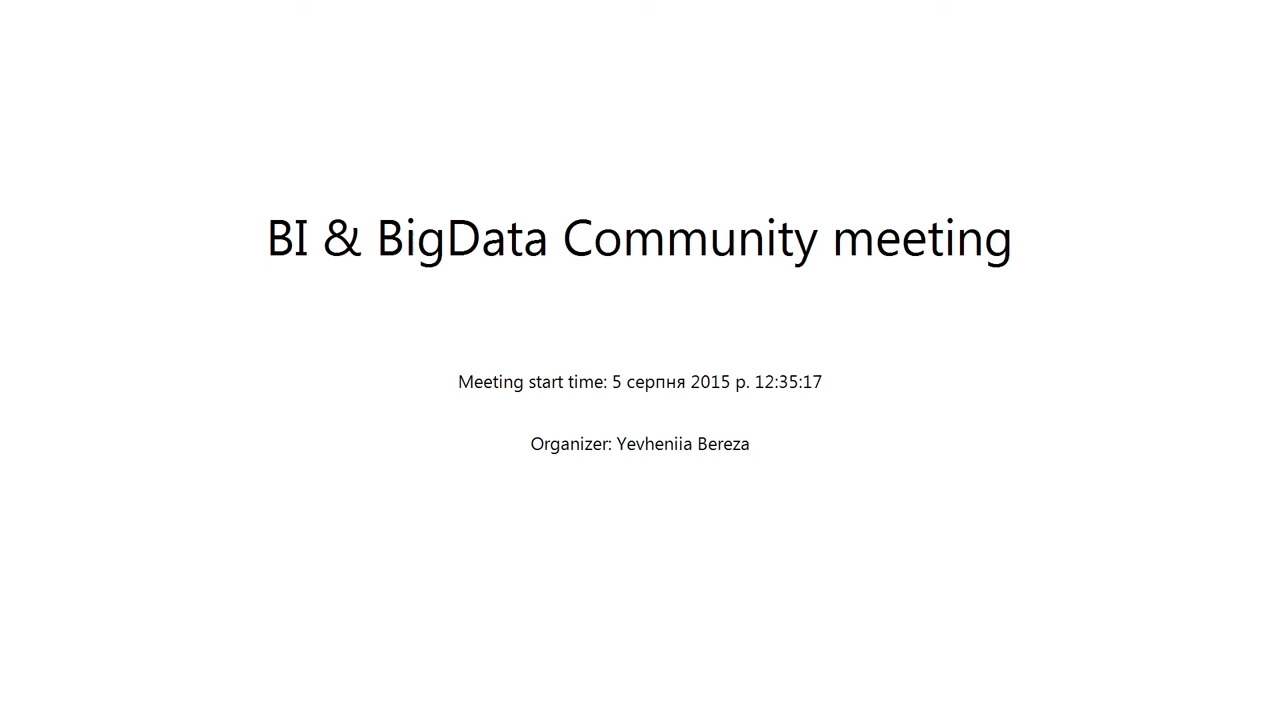 BI & BigData Community meeting
Meeting start time: 5 серпня 2015 р. 12:35:17
Organizer: Yevheniia Bereza